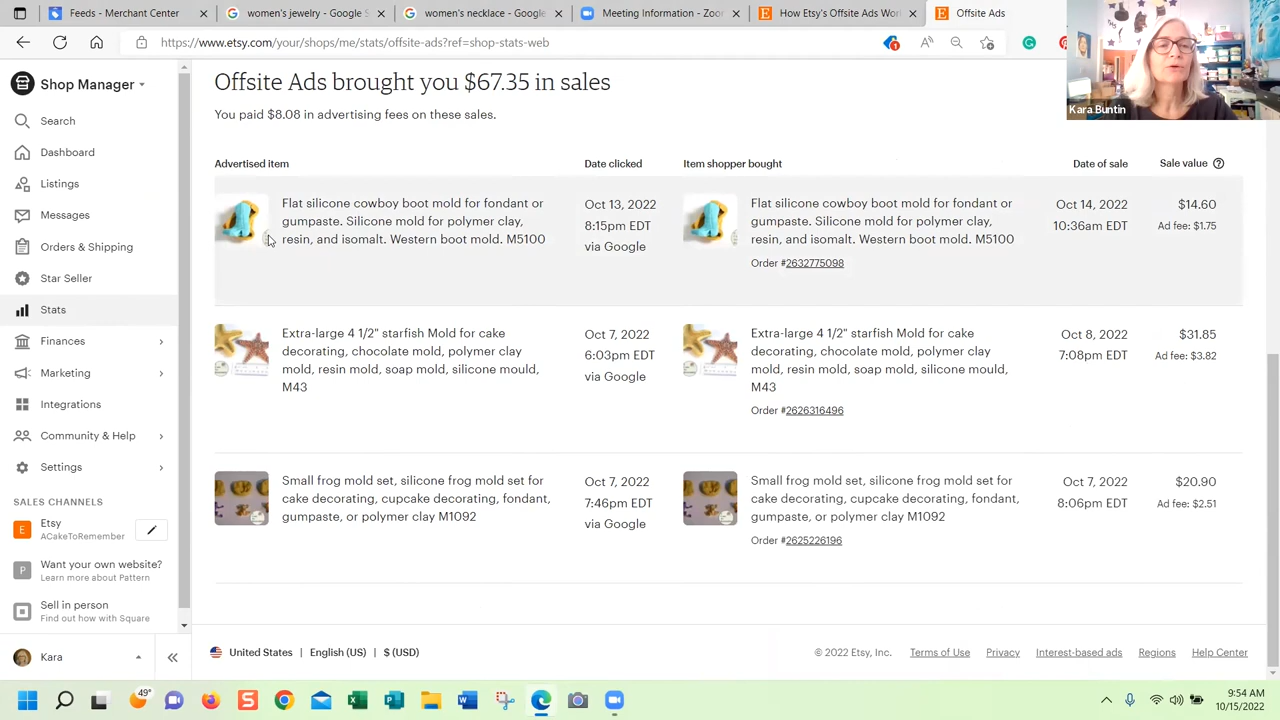 Feeds - Merchant Center
women's jewelry - Google S
women's necklace - Google
Meeting Information - Zoo
How Etsy's Offsite Ads Work
Offsite Ads
https://www.etsy.com/your/shops/me/stats/offsite-ads?ref=shop-stats-web
Kara Buntin
Shop Manager
Search
Dashboard
Listings
Messages
Orders & Shipping
Star Seller
Stats
Finances
Marketing
Integrations
Community & Help
Settings
SALES CHANNELS
E
Etsy
ACakeToRemember
P
Want your own website?
Learn more about Pattern
Sell in person
Find out how with Square
Kara
Offsite Ads brought you $67.35 in sales
You paid $8.08 in advertising fees on these sales.
Advertised item
Date clicked
Item shopper bought
Date of sale
Sale value
Flat silicone cowboy boot mold for fondant or
gumpaste. Silicone mold for polymer clay,
resin, and isomalt. Western boot mold. M5100
Oct 13, 2022
8:15pm EDT
via Google
Flat silicone cowboy boot mold for fondant or
gumpaste. Silicone mold for polymer clay,
resin, and isomalt. Western boot mold. M5100
Order #2632775098
Oct 14, 2022
10:36am EDT
$14.60
Ad fee: $1.75
Extra-large 4 1/2" starfish Mold for cake
decorating, chocolate mold, polymer clay
mold, resin mold, soap mold, silicone mould,
M43
Oct 7, 2022
6:03pm EDT
via Google
Extra-large 4 1/2" starfish Mold for cake
decorating, chocolate mold, polymer clay
mold, resin mold, soap mold, silicone mould,
M43
Order #2626316496
Oct 8, 2022
7:08pm EDT
$31.85
Ad fee: $3.82
Small frog mold set, silicone frog mold set for
cake decorating, cupcake decorating, fondant,
gumpaste, or polymer clay M1092
Oct 7, 2022
7:46pm EDT
via Google
Small frog mold set, silicone frog mold set for
cake decorating, cupcake decorating, fondant,
gumpaste, or polymer clay M1092
Order #2625226196
Oct 7, 2022
8:06pm EDT
$20.90
Ad fee: $2.51
United States | English (US) | $ (USD)
© 2022 Etsy, Inc. Terms of Use Privacy Interest-based ads Regions Help Center
49°
9:54 AM
10/15/2022